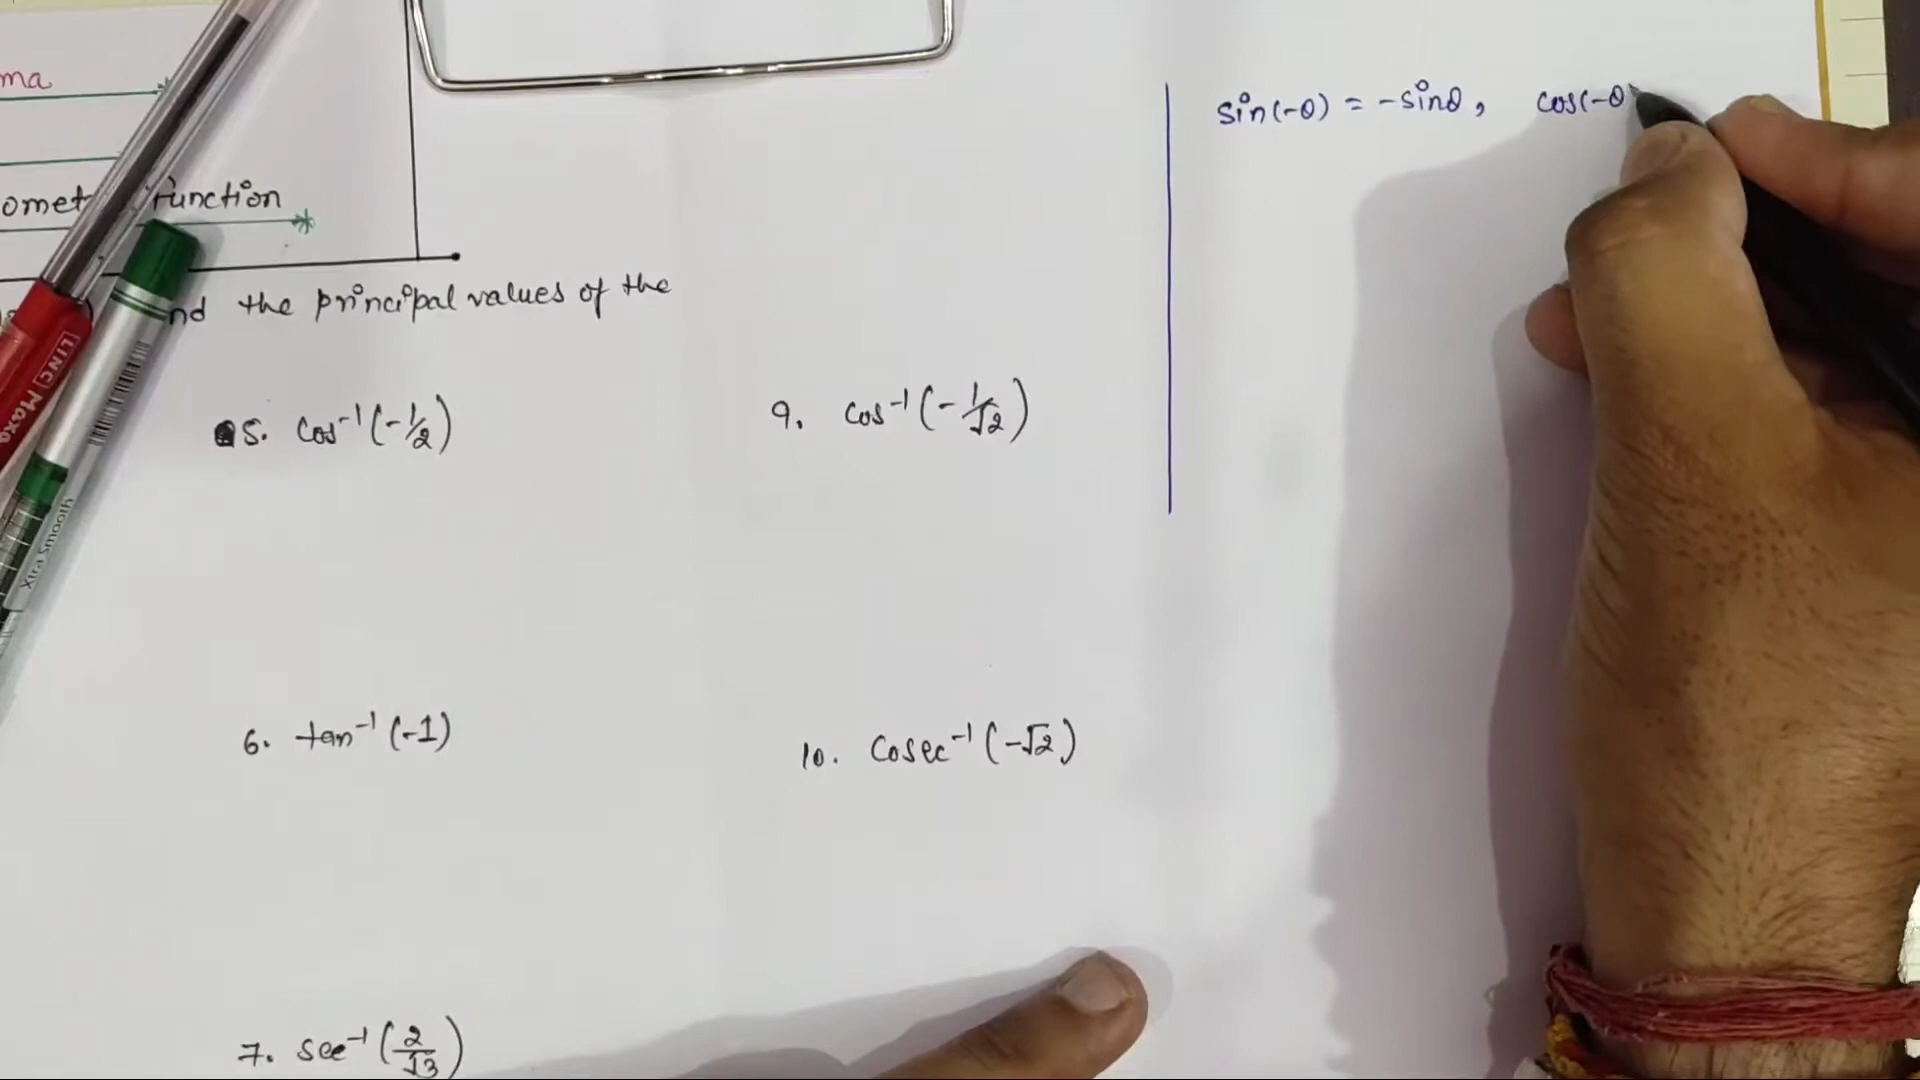 ma
sin(-θ) = -sinθ, cos(-θ
omet function
nd the principal values of the
5. cos⁻¹(-1/2)
9. cos⁻¹(-1/√2)
6. tan⁻¹(-1)
10. cosec⁻¹(-√2)
7. sec⁻¹(2/√3)
LINC Maxo
Xtra Smooth